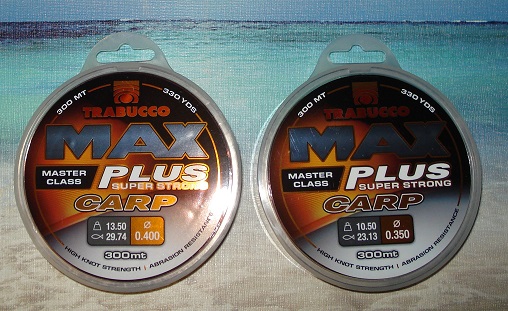 300 MT
330 YDS
TRABUCCO
MAX
MASTER CLASS
PLUS
SUPER STRONG
CARP
13.50
29.74
Ø
0.400
300mt
HIGH KNOT STRENGTH | ABRASION RESISTANCE
300 MT
330 YDS
TRABUCCO
MAX
MASTER CLASS
PLUS
SUPER STRONG
CARP
10.50
23.13
Ø
0.350
300mt
HIGH KNOT STRENGTH | ABRASION RESISTANCE